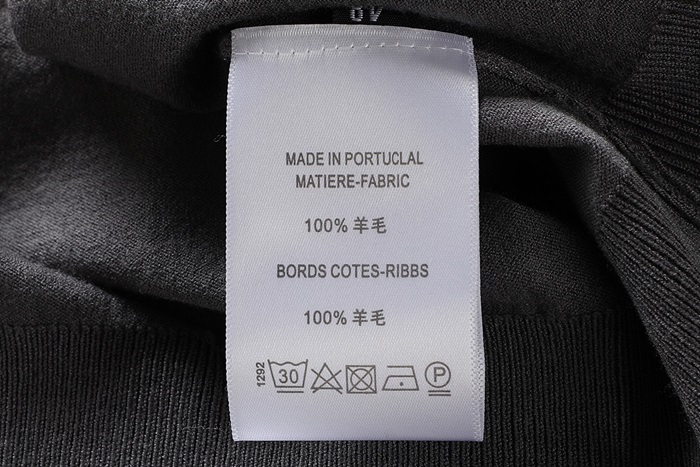 MADE IN PORTUCLAL
MATIERE-FABRIC
100% 羊毛
BORDS COTES-RIBBS
100% 羊毛
1292
30
P